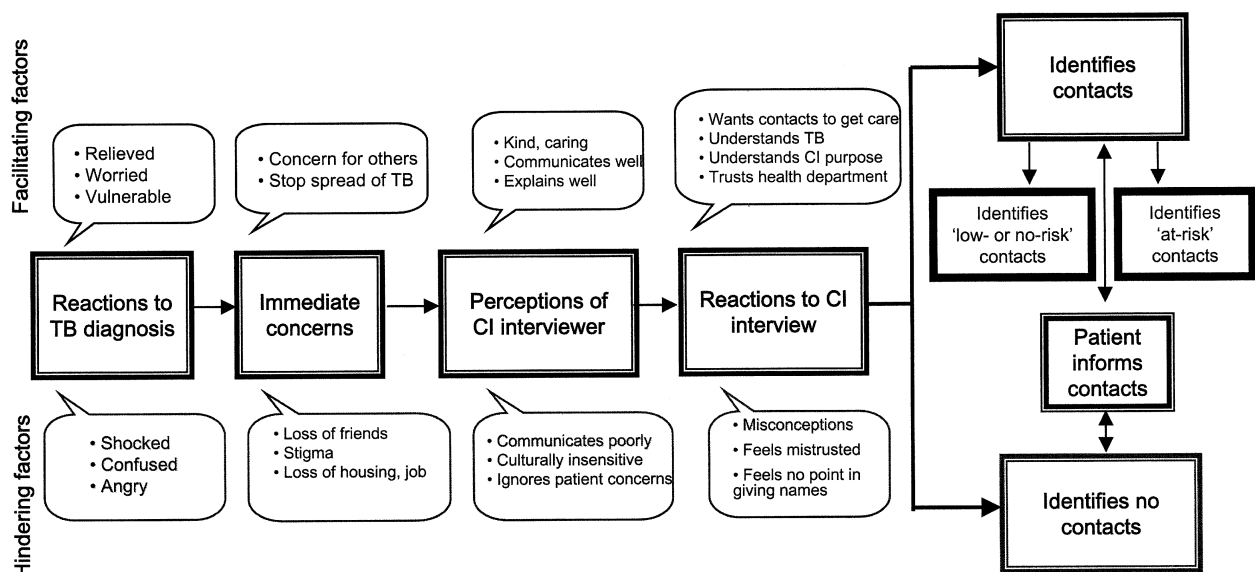 Facilitating factors
• Relieved
• Worried
• Vulnerable
• Concern for others
• Stop spread of TB
• Kind, caring
• Communicates well
• Explains well
• Wants contacts to get care
• Understands TB
• Understands CI purpose
• Trusts health department
Reactions to
TB diagnosis
Immediate
concerns
Perceptions of
CI interviewer
Reactions to CI
interview
Hindering factors
• Shocked
• Confused
• Angry
• Loss of friends
• Stigma
• Loss of housing, job
• Communicates poorly
• Culturally insensitive
• Ignores patient concerns
• Misconceptions
• Feels mistrusted
• Feels no point in
giving names
Identifies
contacts
Identifies
‘low- or no-risk’
contacts
Identifies
‘at-risk’
contacts
Patient
informs
contacts
Identifies no
contacts